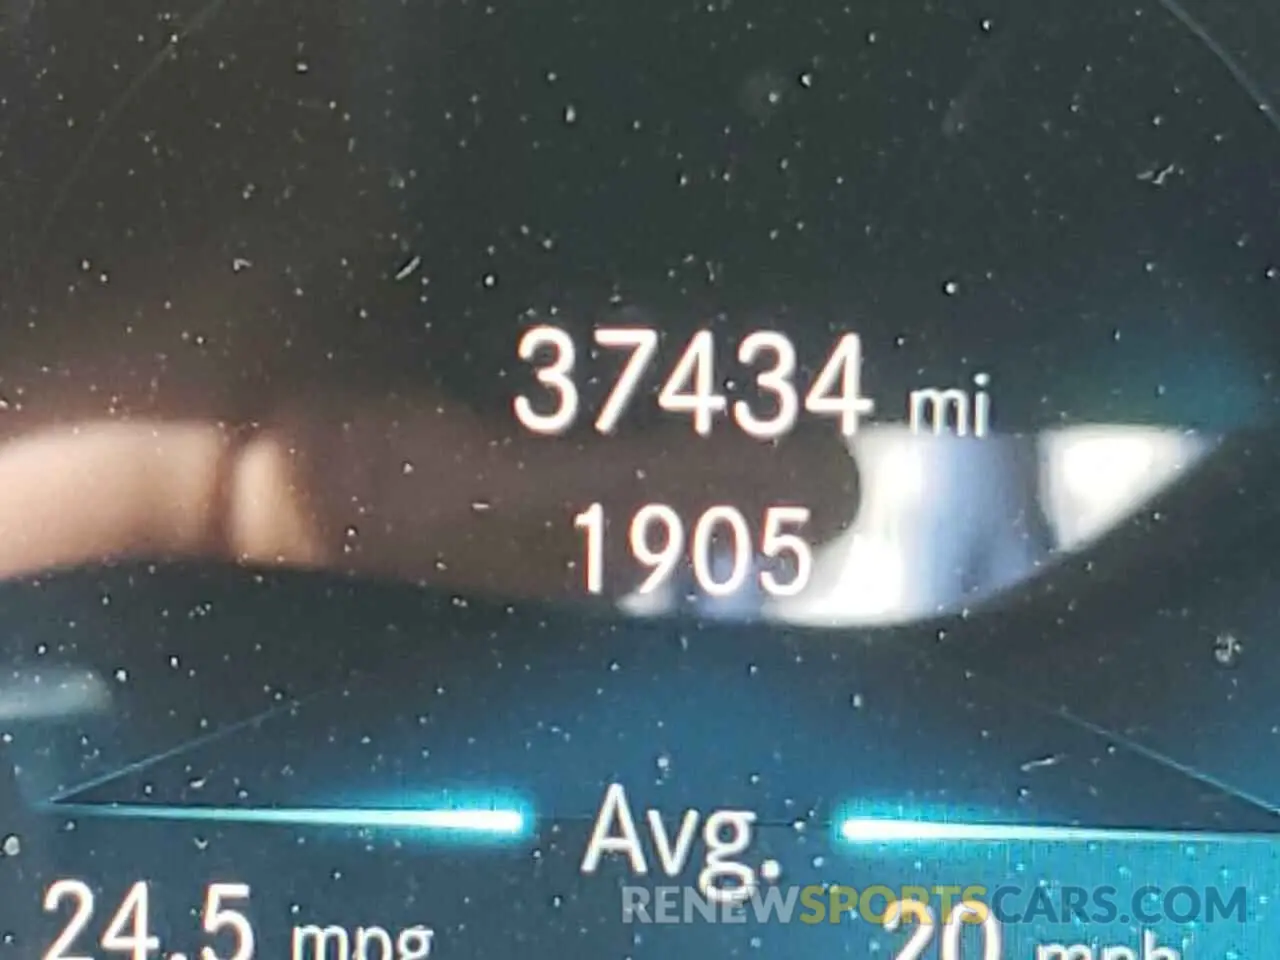 37434 mi
1905
Avg.
24.5 mpg
20 mph
RENEWSPORTSCARS.COM